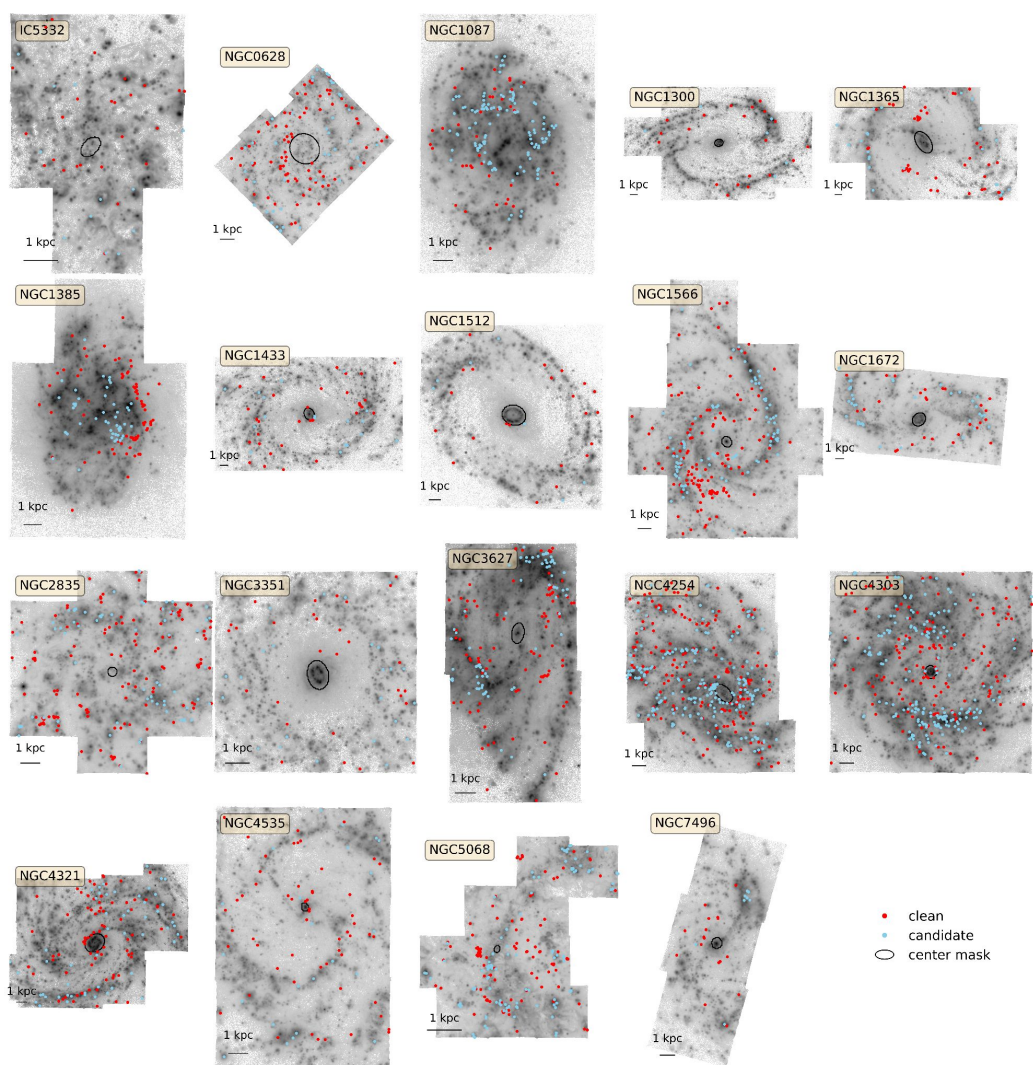 IC5332
1 kpc
NGC0628
1 kpc
NGC1087
1 kpc
NGC1300
1 kpc
NGC1365
1 kpc
NGC1385
1 kpc
NGC1433
1 kpc
NGC1512
1 kpc
NGC1566
1 kpc
NGC1672
1 kpc
NGC2835
1 kpc
NGC3351
1 kpc
NGC3627
1 kpc
NGC4254
1 kpc
NGC4303
1 kpc
NGC4321
1 kpc
NGC4535
1 kpc
NGC5068
1 kpc
NGC7496
1 kpc
clean
candidate
center mask